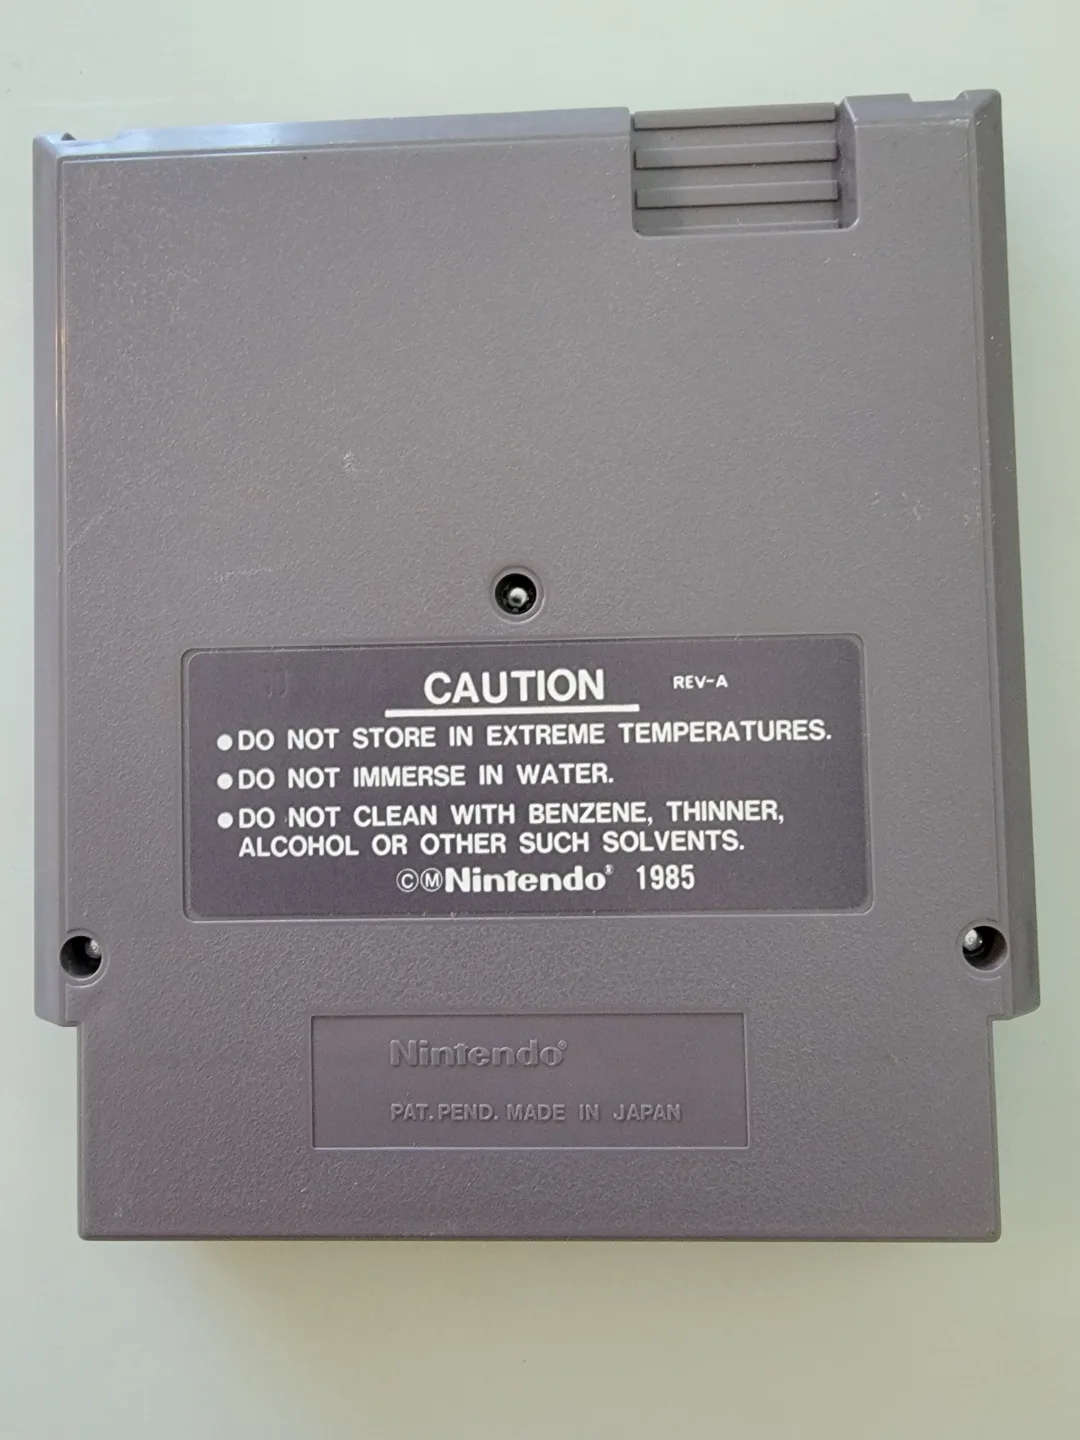 CAUTION REV-A
●DO NOT STORE IN EXTREME TEMPERATURES.
●DO NOT IMMERSE IN WATER.
●DO NOT CLEAN WITH BENZENE, THINNER,
ALCOHOL OR OTHER SUCH SOLVENTS.
©ⓂNintendo® 1985
Nintendo®
PAT. PEND. MADE IN JAPAN